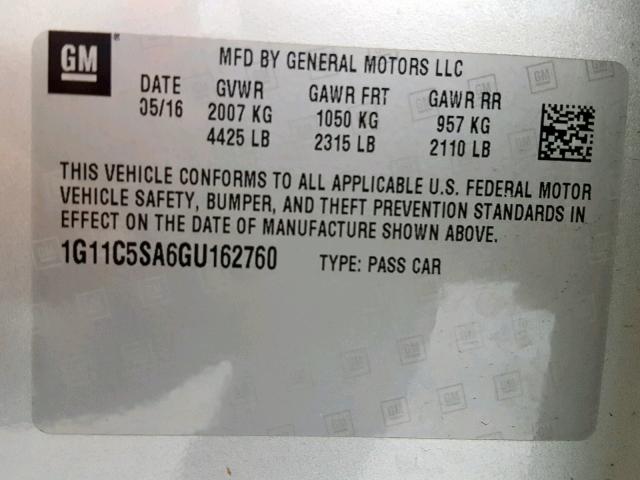 GM MFD BY GENERAL MOTORS LLC
DATE GVWR GAWR FRT GAWR RR
05/16 2007 KG 1050 KG 957 KG
4425 LB 2315 LB 2110 LB
THIS VEHICLE CONFORMS TO ALL APPLICABLE U.S. FEDERAL MOTOR
VEHICLE SAFETY, BUMPER, AND THEFT PREVENTION STANDARDS IN
EFFECT ON THE DATE OF MANUFACTURE SHOWN ABOVE.
1G11C5SA6GU162760 TYPE: PASS CAR